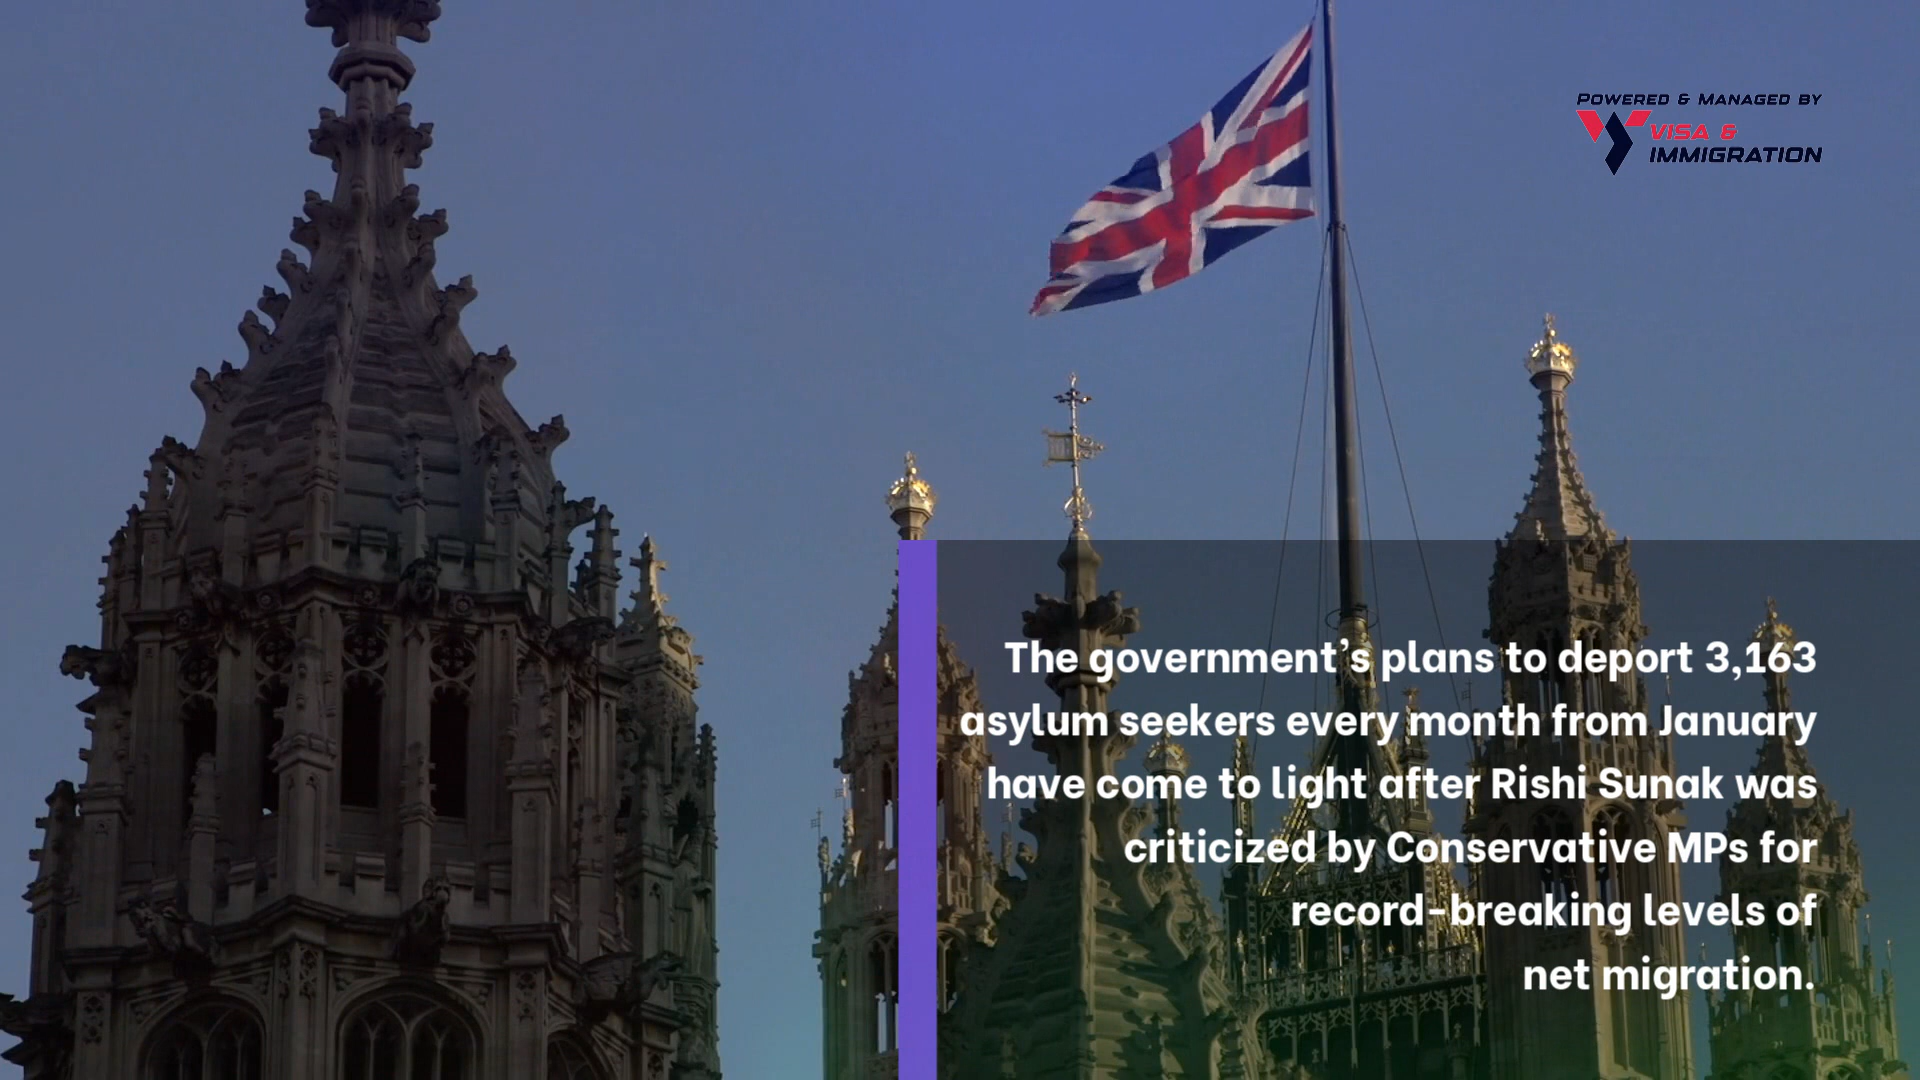 POWERED & MANAGED BY
VISA &
IMMIGRATION
The government's plans to deport 3,163
asylum seekers every month from January
have come to light after Rishi Sunak was
criticized by Conservative MPs for
record-breaking levels of
net migration.